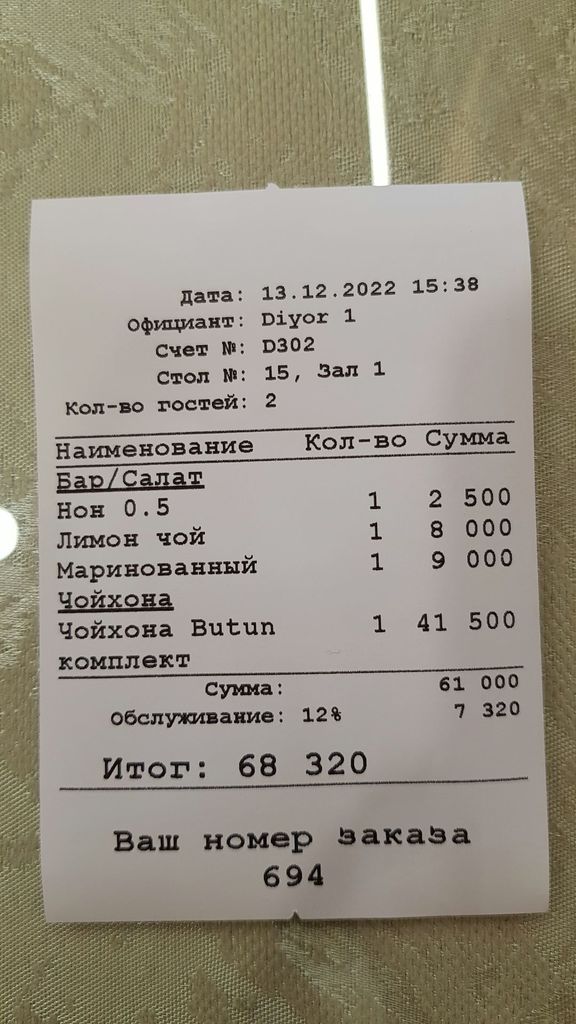 Дата: 13.12.2022 15:38
Официант: Diyor 1
Счет №: D302
Стол №: 15, Зал 1
Кол-во гостей: 2
Наименование Кол-во Сумма
Бар/Салат
Нон 0.5 1 2 500
Лимон чой 1 8 000
Маринованный 1 9 000
Чойхона
Чойхона Butun 1 41 500
комплект
Сумма: 61 000
Обслуживание: 12% 7 320
Итог: 68 320
Ваш номер заказа
694